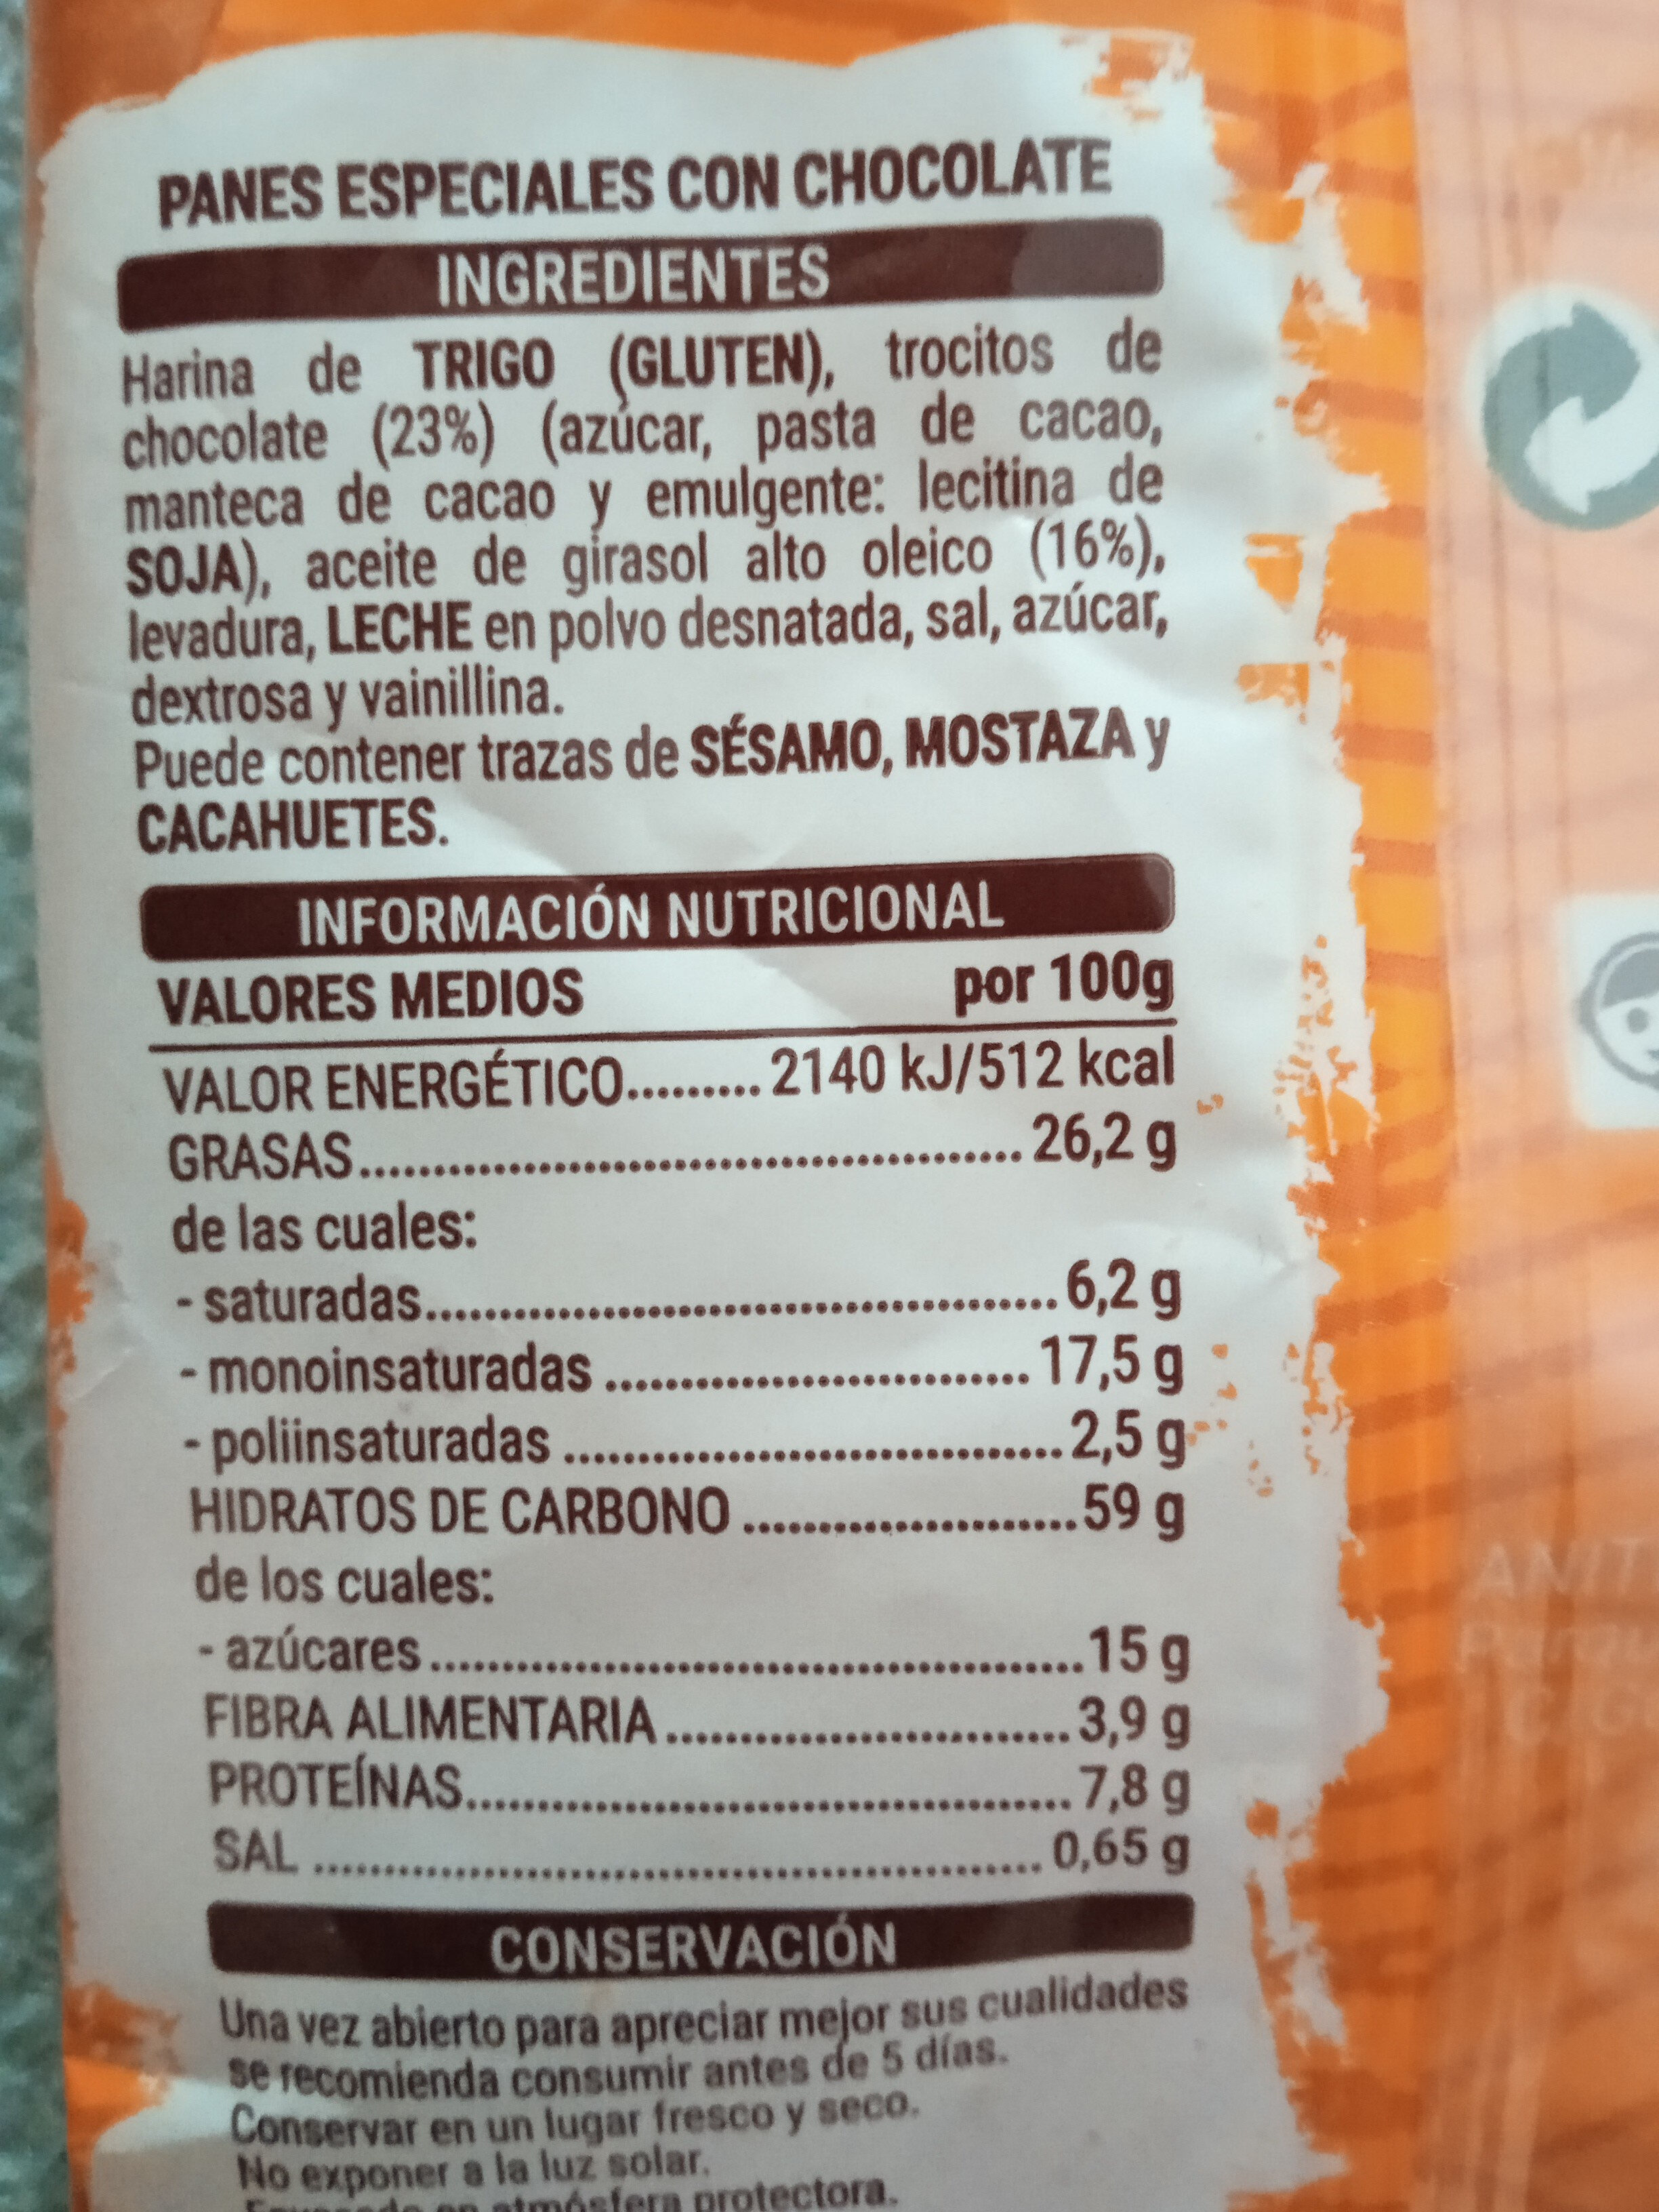 PANES ESPECIALES CON CHOCOLATE
INGREDIENTES
Harina de TRIGO (GLUTEN), trocitos de
chocolate (23%) (azúcar, pasta de cacao,
manteca de cacao y emulgente: lecitina de
SOJA), aceite de girasol alto oleico (16%),
levadura, LECHE en polvo desnatada, sal, azúcar,
dextrosa y vainillina.
Puede contener trazas de SÉSAMO, MOSTAZA y
CACAHUETES.
INFORMACIÓN NUTRICIONAL
VALORES MEDIOS por 100g
VALOR ENERGÉTICO......... 2140 kJ/512 kcal
GRASAS.............................................. 26,2 g
de las cuales:
- saturadas........................................... 6,2 g
- monoinsaturadas ............................. 17,5 g
- poliinsaturadas .................................. 2,5 g
HIDRATOS DE CARBONO ....................... 59 g
de los cuales:
- azúcares ............................................. 15 g
FIBRA ALIMENTARIA ............................ 3,9 g
PROTEÍNAS.......................................... 7,8 g
SAL .................................................. 0,65 g
CONSERVACIÓN
Una vez abierto para apreciar mejor sus cualidades
se recomienda consumir antes de 5 días.
Conservar en un lugar fresco y seco.
No exponer a la luz solar.
en atmósfera protectora.